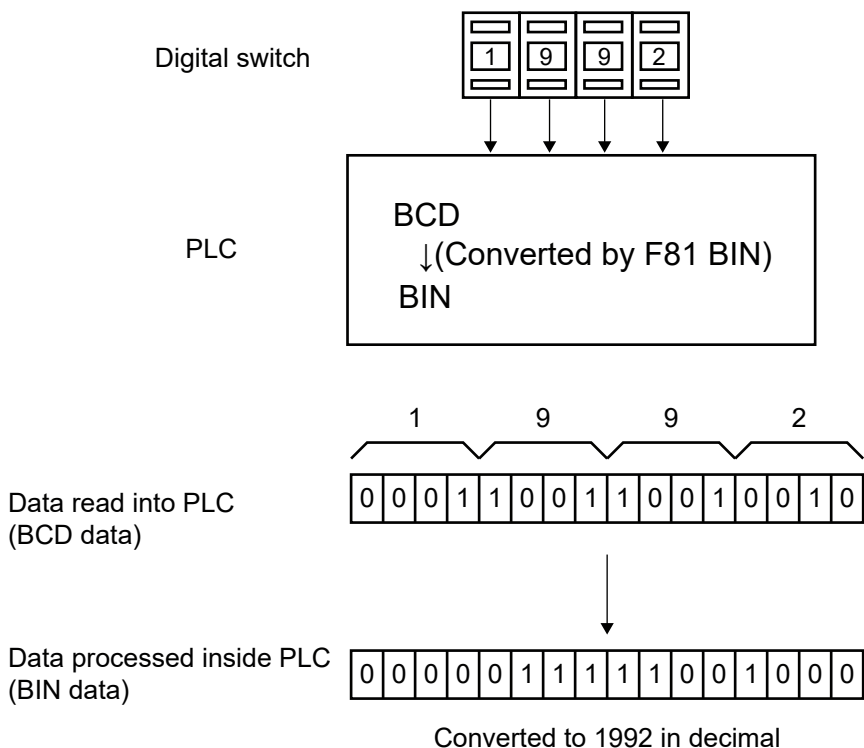 Digital switch
1 9 9 2
BCD
↓(Converted by F81 BIN)
PLC
BIN
1 9 9 2
Data read into PLC
(BCD data)
0 0 0 1 1 0 0 1 1 0 0 1 0 0 1 0
Data processed inside PLC
(BIN data)
0 0 0 0 0 1 1 1 1 1 0 0 1 0 0 0
Converted to 1992 in decimal